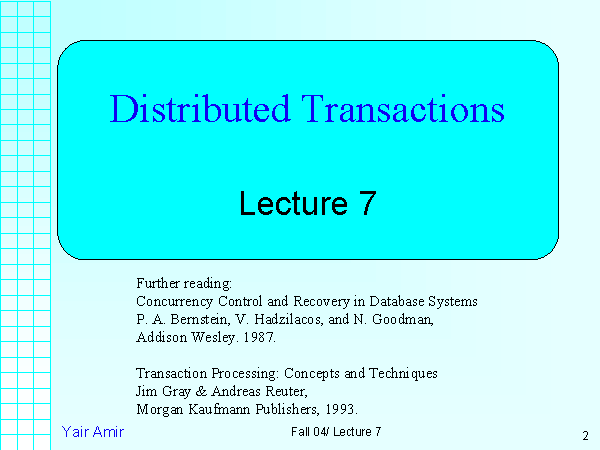 Distributed Transactions
Lecture 7
Further reading:
Concurrency Control and Recovery in Database Systems
P. A. Bernstein, V. Hadzilacos, and N. Goodman,
Addison Wesley. 1987.
Transaction Processing: Concepts and Techniques
Jim Gray & Andreas Reuter,
Morgan Kaufmann Publishers, 1993.
Yair Amir
Fall 04/ Lecture 7
2